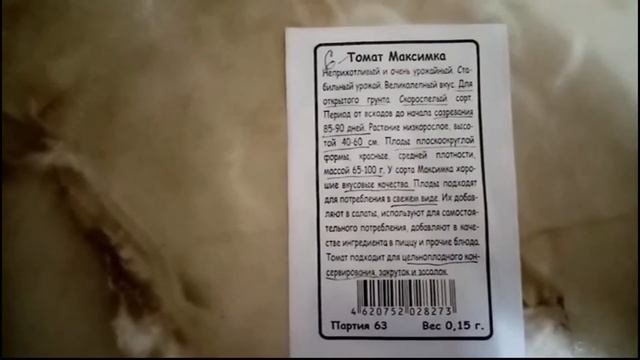 6 Томат Максимка
Неприхотливый и очень урожайный. Ста-
бильный урожай. Великолепный вкус. Для
открытого грунта. Скороспелый сорт.
Период от всходов до начала созревания
85-90 дней. Растение низкорослое, высо-
той 40-60 см. Плоды плоскоокруглой
формы, красные, средней плотности,
массой 65-100 г. У сорта Максимка хоро-
шие вкусовые качества. Плоды подходят
для потребления в свежем виде. Их добав-
ляют в салаты, используют для самостоя-
тельного потребления, добавляют в каче-
стве ингредиента в пиццу и прочие блюда.
Томат подходит для цельноплодного кон-
сервирования, закруток и засолок.
4 620752 028273
Партия 63 Вес 0,15 г.